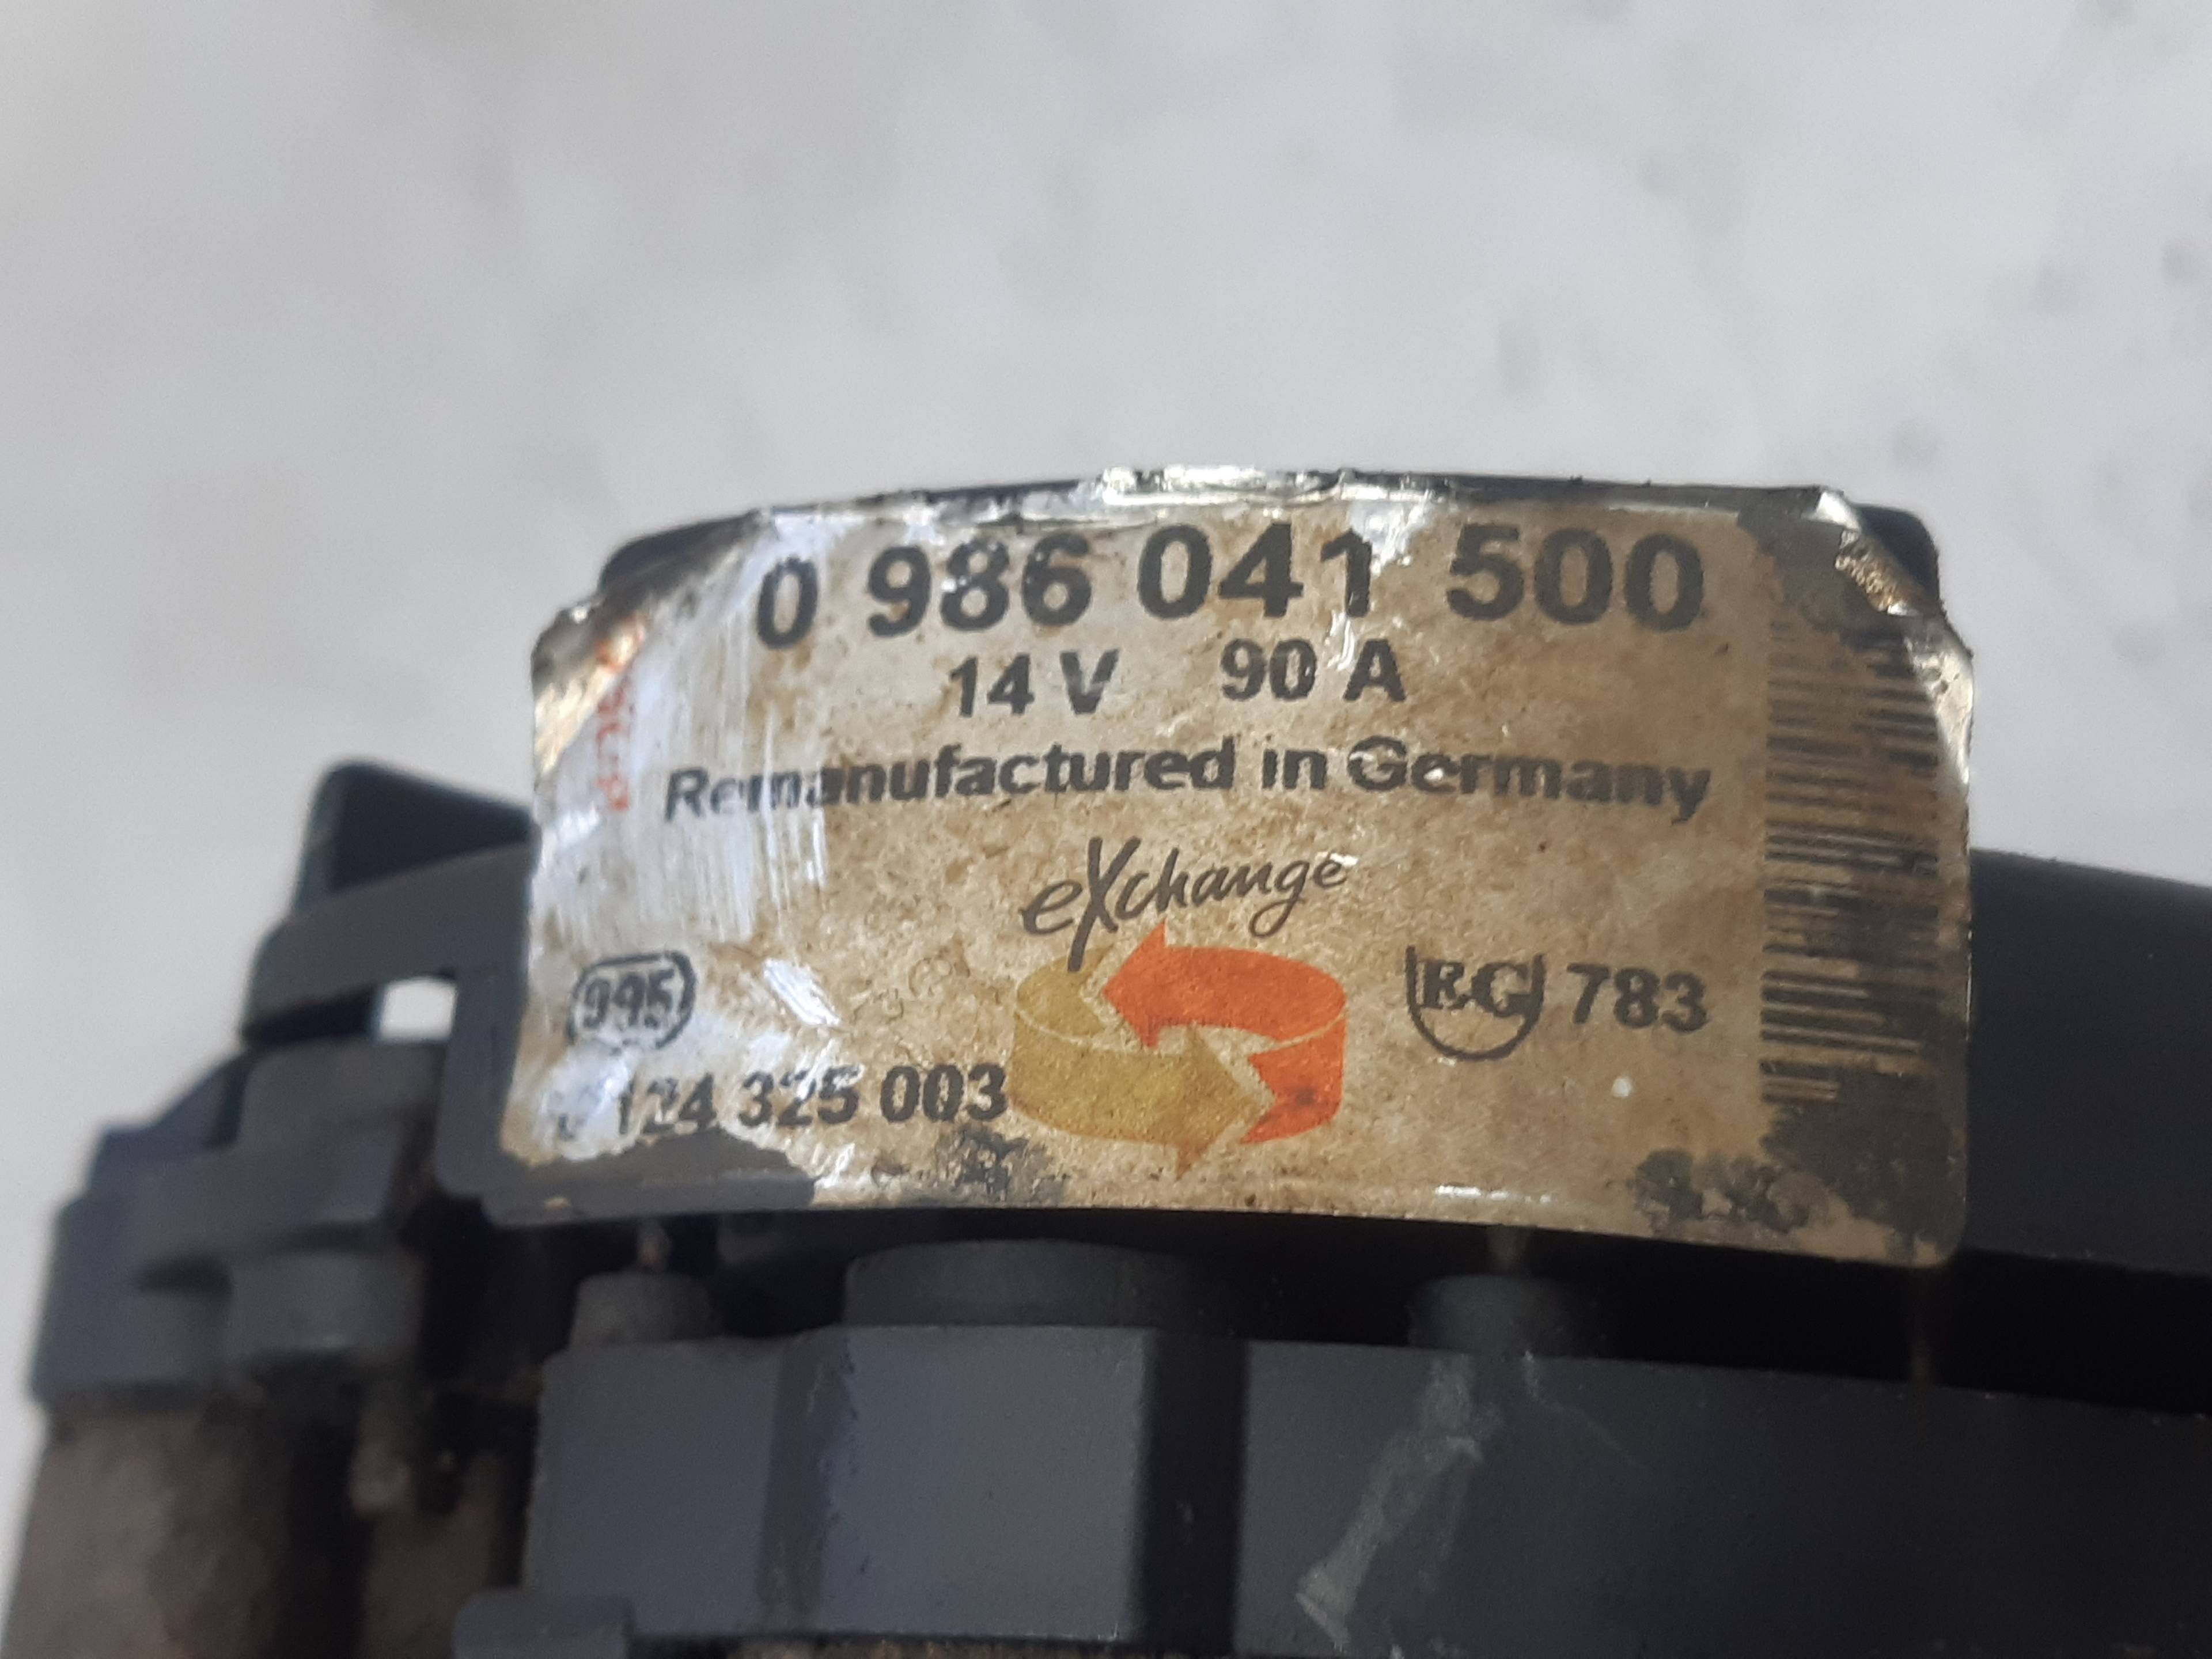 0 986 041 500
14 V 90 A
Remanufactured in Germany
eXchange
995
EG 783
124 325 003